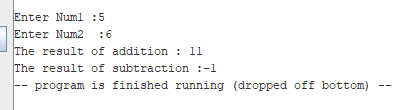 Enter Num1 :5
Enter Num2  :6
The result of addition : 11
The result of subtraction :-1
-- program is finished running (dropped off bottom) --